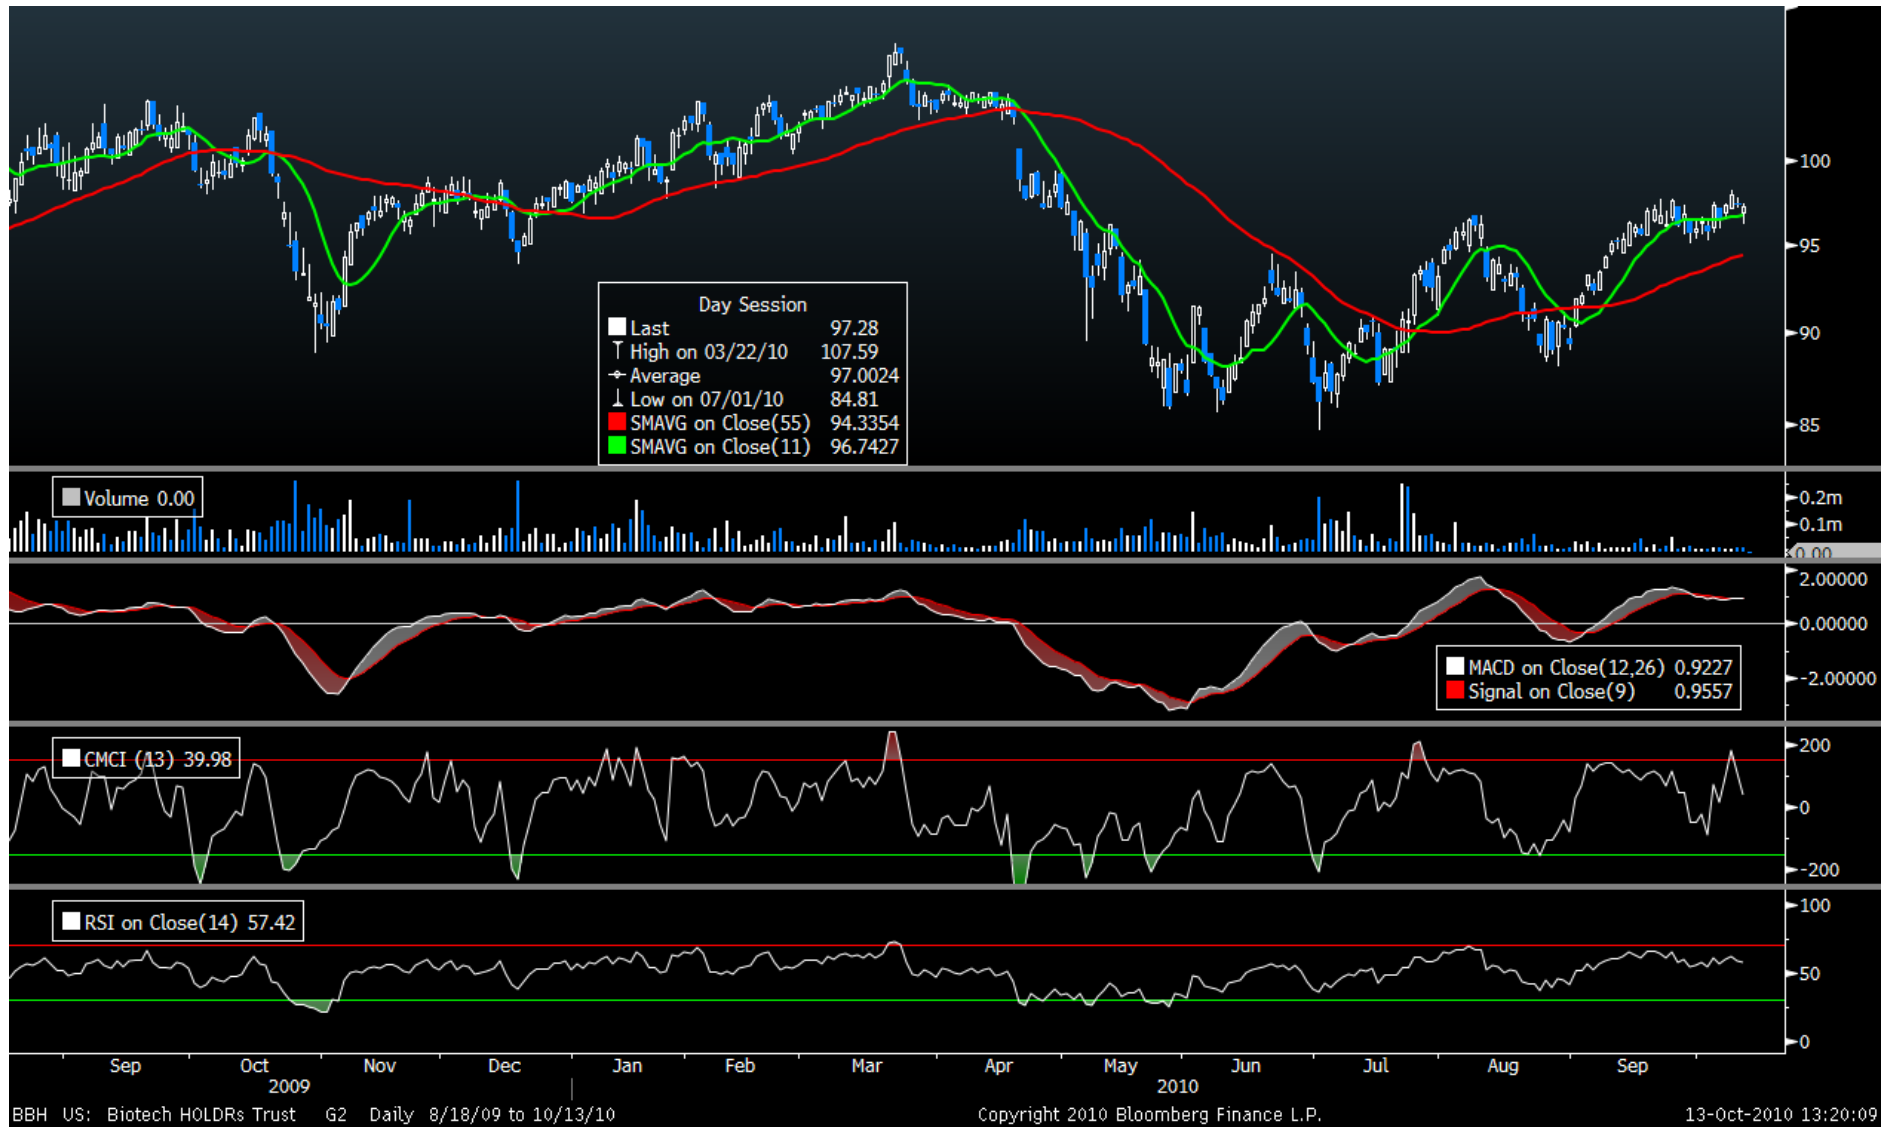 Day Session
Last 97.28
High on 03/22/10 107.59
Average 97.0024
Low on 07/01/10 84.81
SMAVG on Close(55) 94.3354
SMAVG on Close(11) 96.7427
100
95
90
85
Volume 0.00
0.2m
0.1m
0.00
2.00000
0.00000
-2.00000
MACD on Close(12,26) 0.9227
Signal on Close(9) 0.9557
CMCI (13) 39.98
200
0
-200
RSI on Close(14) 57.42
100
50
0
Sep Oct Nov Dec Jan Feb Mar Apr May Jun Jul Aug Sep
2009 2010
BBH US: Biotech HOLDRs Trust G2 Daily 8/18/09 to 10/13/10 Copyright 2010 Bloomberg Finance L.P. 13-Oct-2010 13:20:09